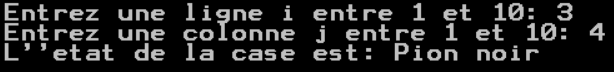 Entrez une ligne i entre 1 et 10: 3
Entrez une colonne j entre 1 et 10: 4
L''etat de la case est: Pion noir